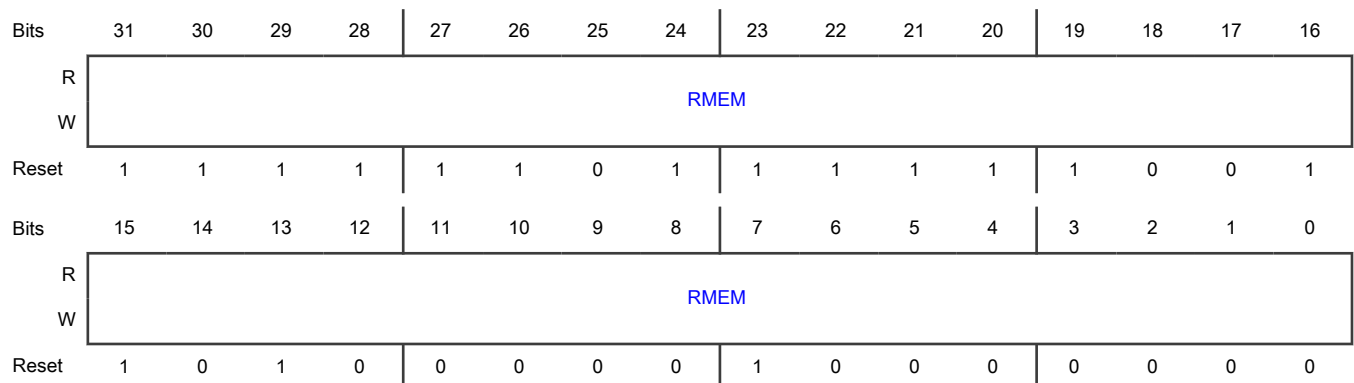 Bits 31 30 29 28 27 26 25 24 23 22 21 20 19 18 17 16
R
RMEM
W
Reset 1 1 1 1 1 1 0 1 1 1 1 1 1 0 0 1
Bits 15 14 13 12 11 10 9 8 7 6 5 4 3 2 1 0
R
RMEM
W
Reset 1 0 1 0 0 0 0 0 1 0 0 0 0 0 0 0